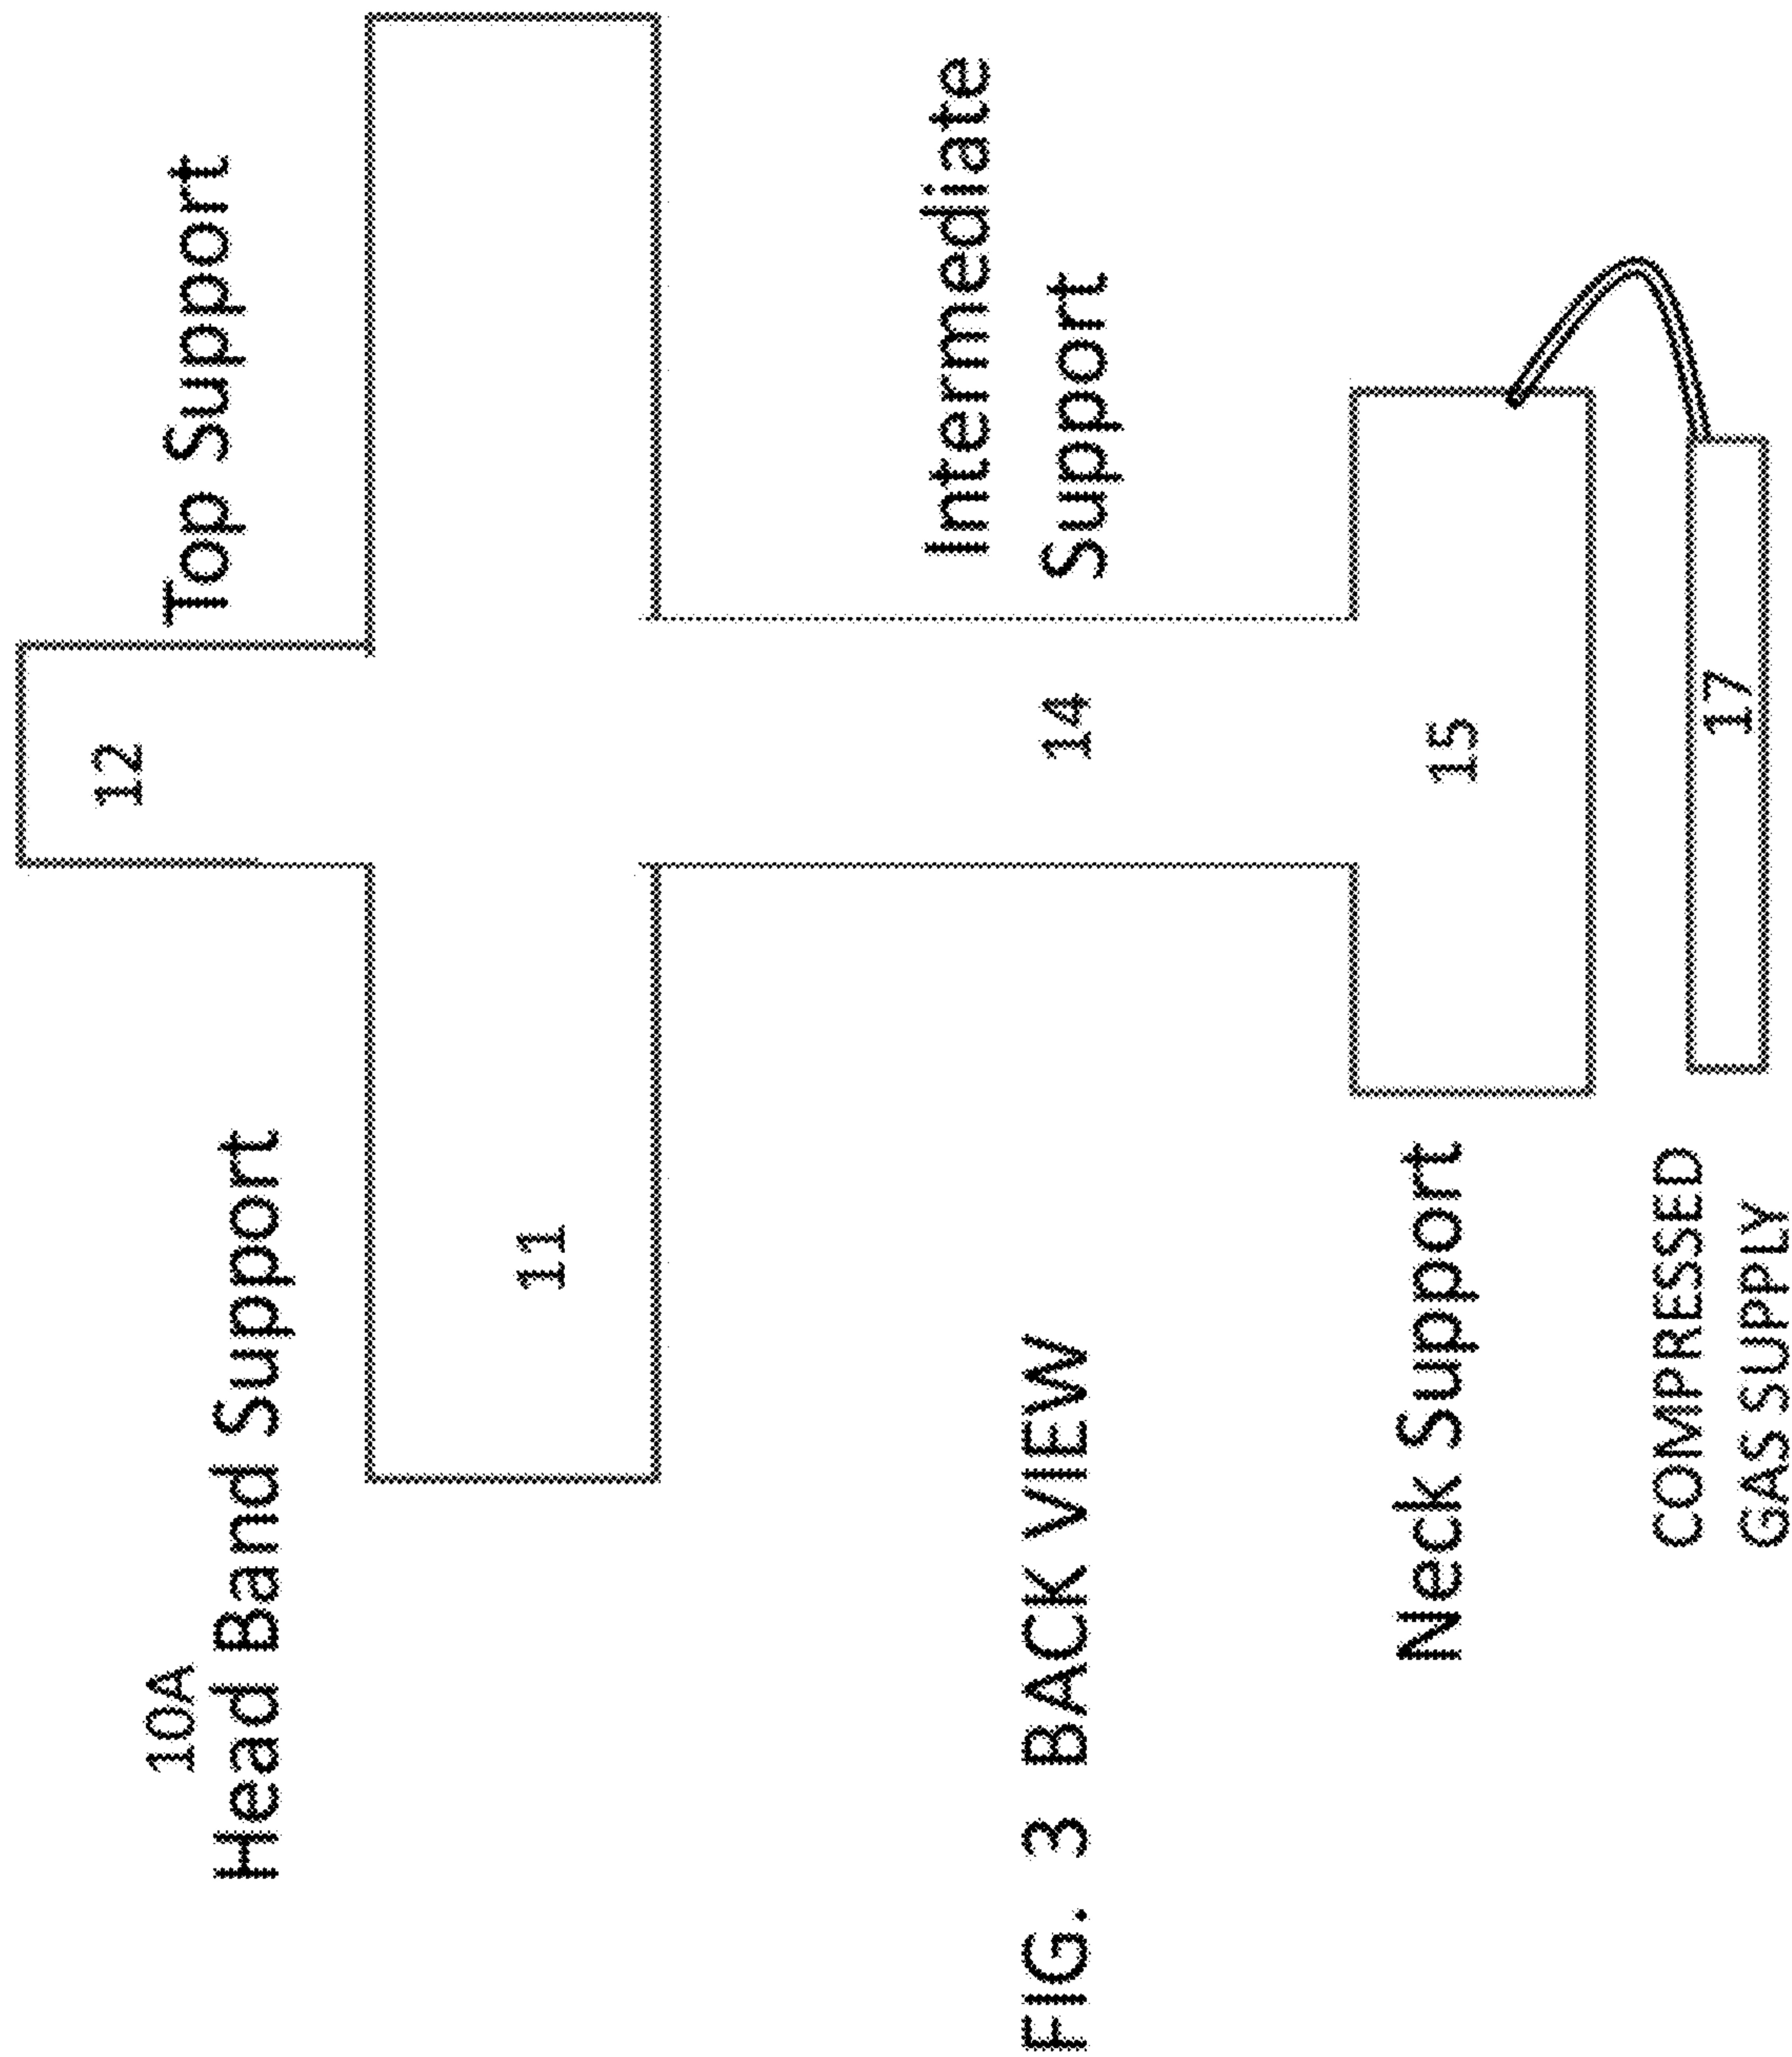 12
10A
Head Band Support
Top Support
11
Intermediate
Support
14
FIG. 3 BACK VIEW
Neck Support
15
COMPRESSED
GAS SUPPLY
17